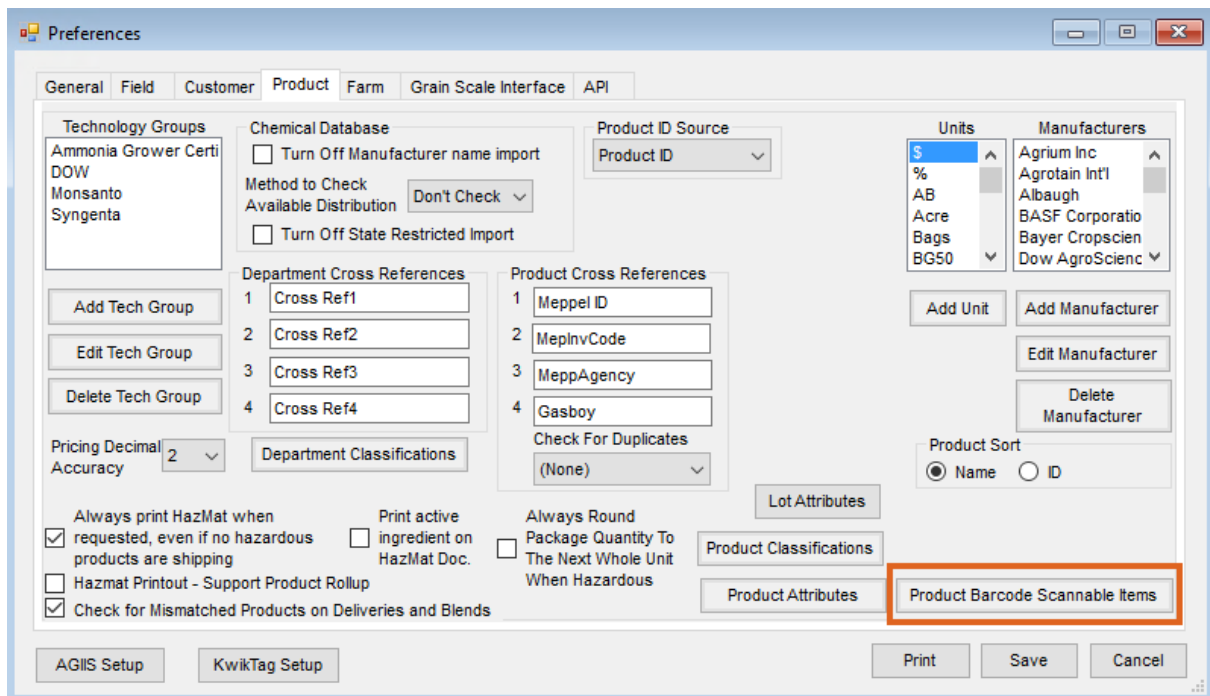 Preferences
General Field Customer Product Farm Grain Scale Interface API
Technology Groups
Ammonia Grower Certi
DOW
Monsanto
Syngenta
Add Tech Group
Edit Tech Group
Delete Tech Group
Pricing Decimal
Accuracy
2
Chemical Database
Turn Off Manufacturer name import
Method to Check
Available Distribution
Don't Check
Turn Off State Restricted Import
Product ID Source
Product ID
Department Cross References
1 Cross Ref1
2 Cross Ref2
3 Cross Ref3
4 Cross Ref4
Department Classifications
Product Cross References
1 Meppel ID
2 MepInvCode
3 MeppAgency
4 Gasboy
Check For Duplicates
(None)
Units
$
%
AB
Acre
Bags
BG50
Add Unit
Manufacturers
Agrium Inc
Agrotain Int'l
Albaugh
BASF Corporatio
Bayer Cropscien
Dow AgroScienc
Add Manufacturer
Edit Manufacturer
Delete
Manufacturer
Product Sort
Name ID
Always print HazMat when
requested, even if no hazardous
products are shipping
Print active
ingredient on
HazMat Doc.
Always Round
Package Quantity To
The Next Whole Unit
When Hazardous
Hazmat Printout - Support Product Rollup
Check for Mismatched Products on Deliveries and Blends
Lot Attributes
Product Classifications
Product Attributes
Product Barcode Scannable Items
AGIIS Setup
KwikTag Setup
Print
Save
Cancel